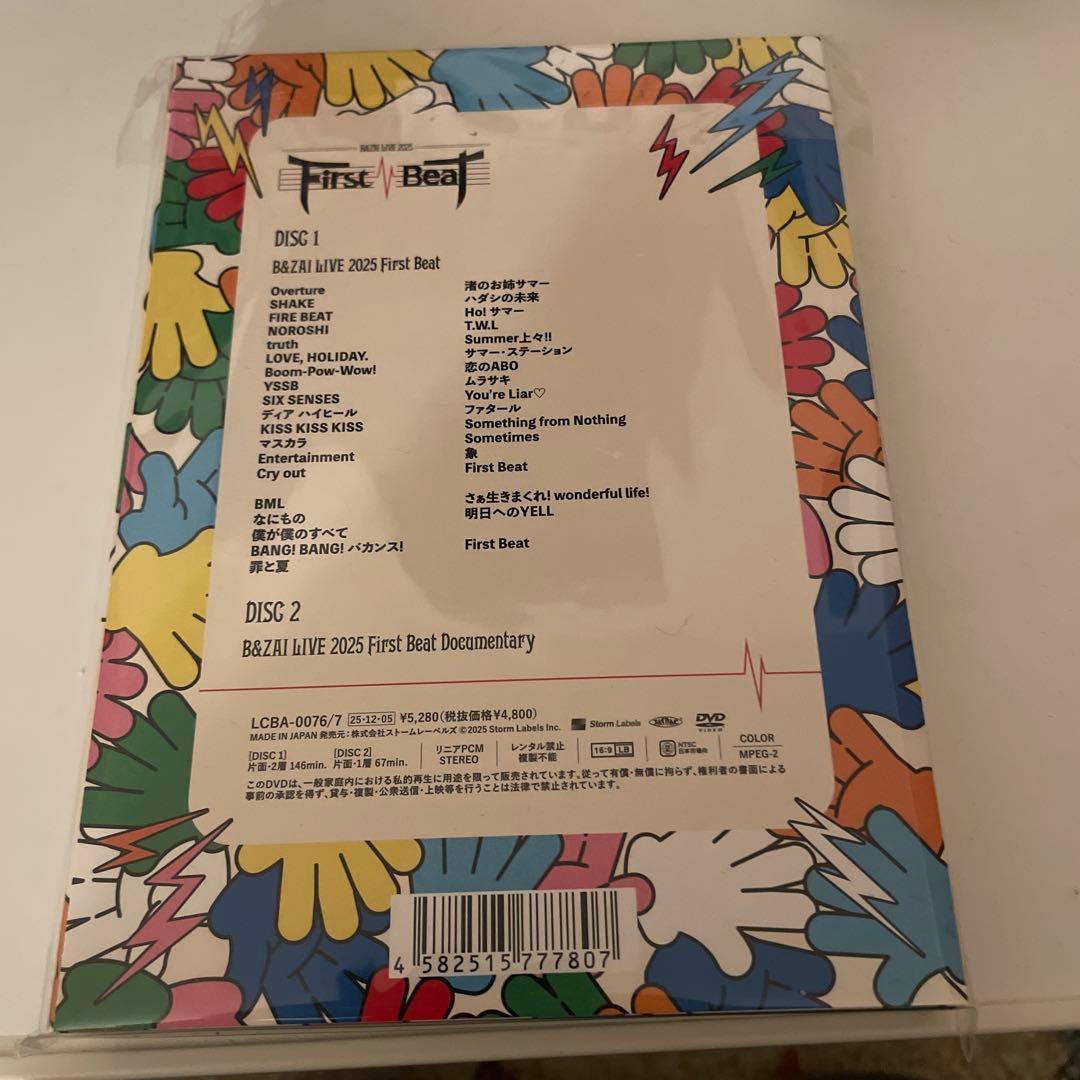 B&ZAI LIVE 2025
First Beat
DISC 1
B&ZAI LIVE 2025 First Beat
Overture
SHAKE
FIRE BEAT
NOROSHI
truth
LOVE, HOLIDAY.
Boom-Pow-Wow!
YSSB
SIX SENSES
ディア ハイヒール
KISS KISS KISS
マスカラ
Entertainment
Cry out
BML
なにもの
僕が僕のすべて
BANG! BANG! バカンス!
罪と夏
渚のお姉サマー
ハダシの未来
Ho! サマー
T.W.L
Summer上々!!
サマー・ステーション
恋のABO
ムラサキ
You're Liar♡
ファタール
Something from Nothing
Sometimes
象
First Beat
さぁ生きまくれ! wonderful life!
明日へのYELL
First Beat
DISC 2
B&ZAI LIVE 2025 First Beat Documentary
LCBA-0076/7 25・12・05 ¥5,280(税抜価格¥4,800)
MADE IN JAPAN 発売元:株式会社ストームレーベルズ ©2025 Storm Labels Inc.
Storm Labels
DVD
VIDEO
[DISC 1]
片面・2層 146min.
[DISC 2]
片面・1層 67min.
リニアPCM
STEREO
レンタル禁止
複製不能
16:9 LB
2
NTSC
日本市場向
COLOR
MPEG-2
このDVDは、一般家庭内における私的再生に用途を限って販売されています。従って有償・無償に拘らず、権利者の書面による
事前の承認を得ず、貸与・複製・公衆送信・上映等を行うことは法律で禁止されています。
4 582515 777807